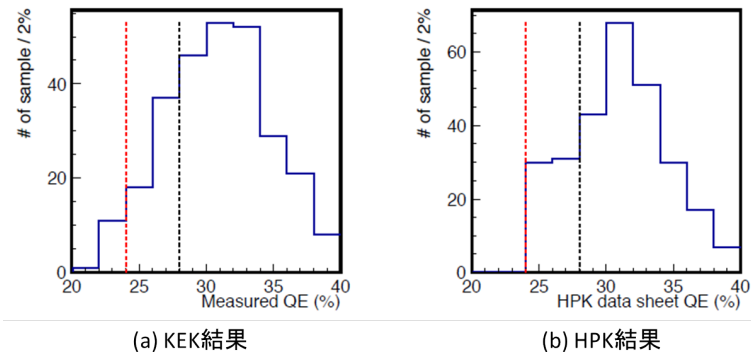 # of sample / 2%
40
20
0
20 25 30 35 40
Measured QE (%)
(a) KEK結果
# of sample / 2%
60
40
20
0
20 25 30 35 40
HPK data sheet QE (%)
(b) HPK結果